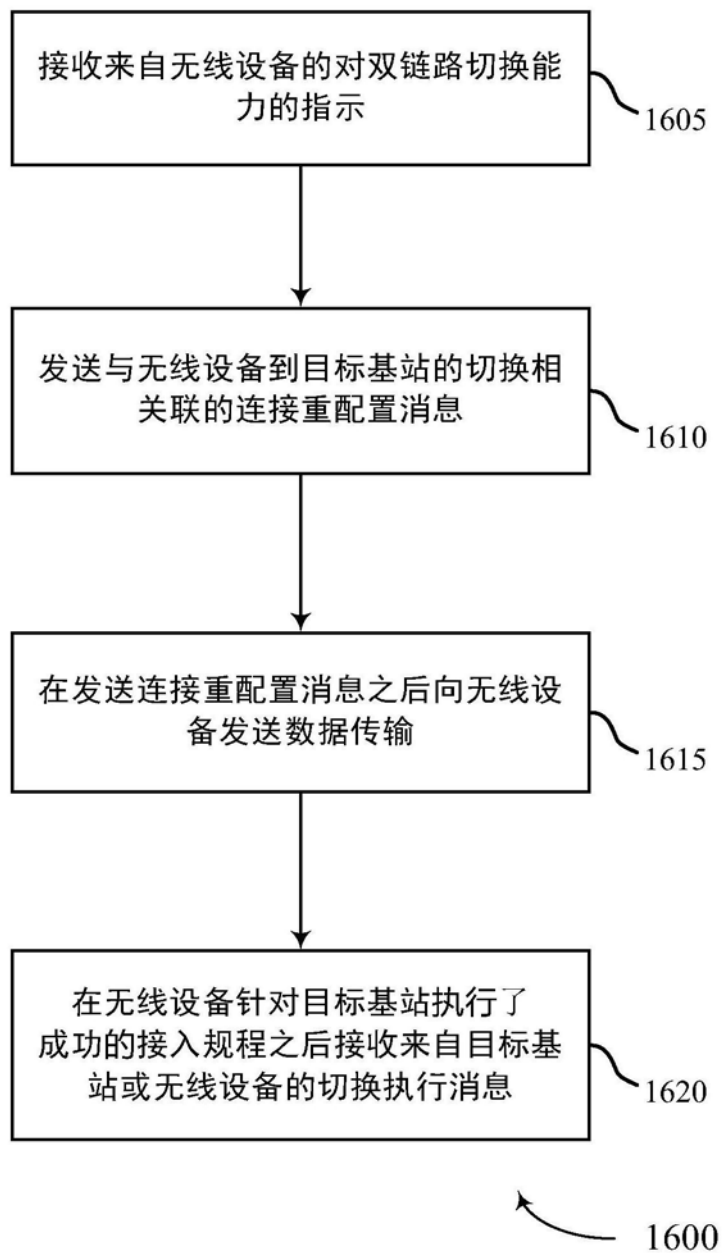 接收来自无线设备的对双链路切换能
力的指示
1605
发送与无线设备到目标基站的切换相
关联的连接重配置消息
1610
在发送连接重配置消息之后向无线设
备发送数据传输
1615
在无线设备针对目标基站执行了
成功的接入规程之后接收来自目标基
站或无线设备的切换执行消息
1620
1600